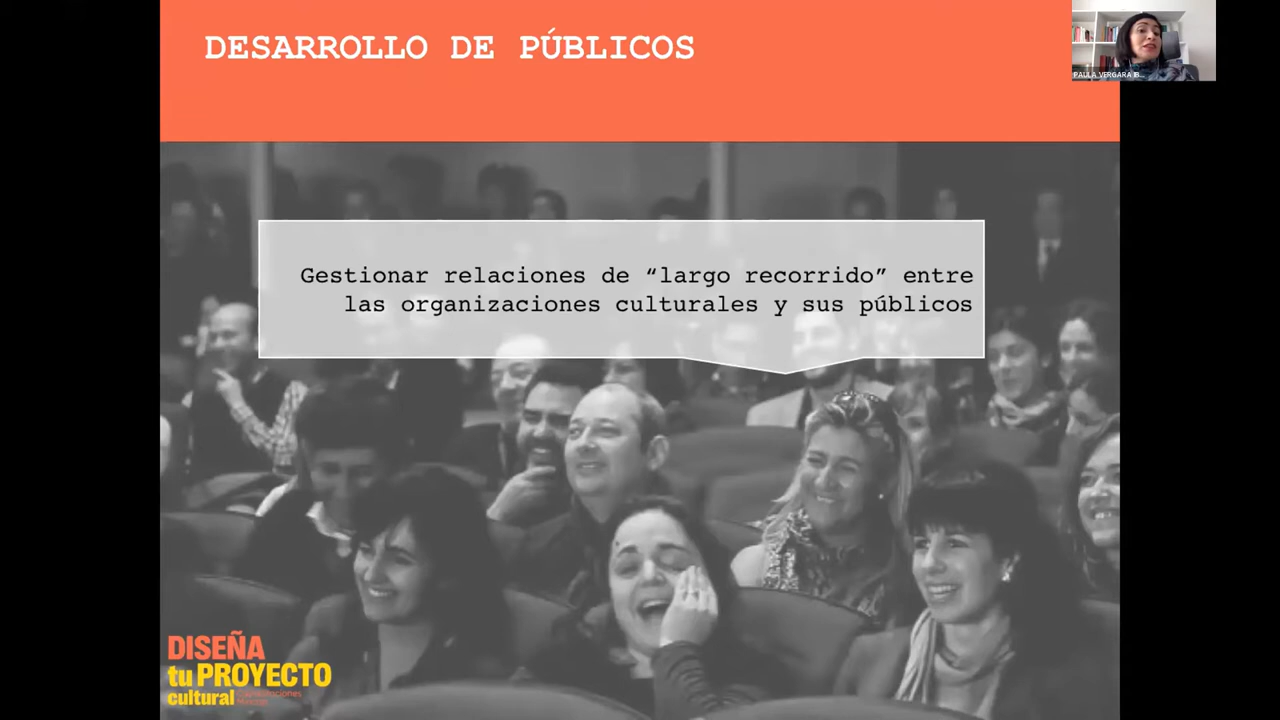 DESARROLLO DE PÚBLICOS
PAULA VERGARA B...
Gestionar relaciones de “largo recorrido” entre
las organizaciones culturales y sus públicos
DISEÑA
tu PROYECTO
cultural